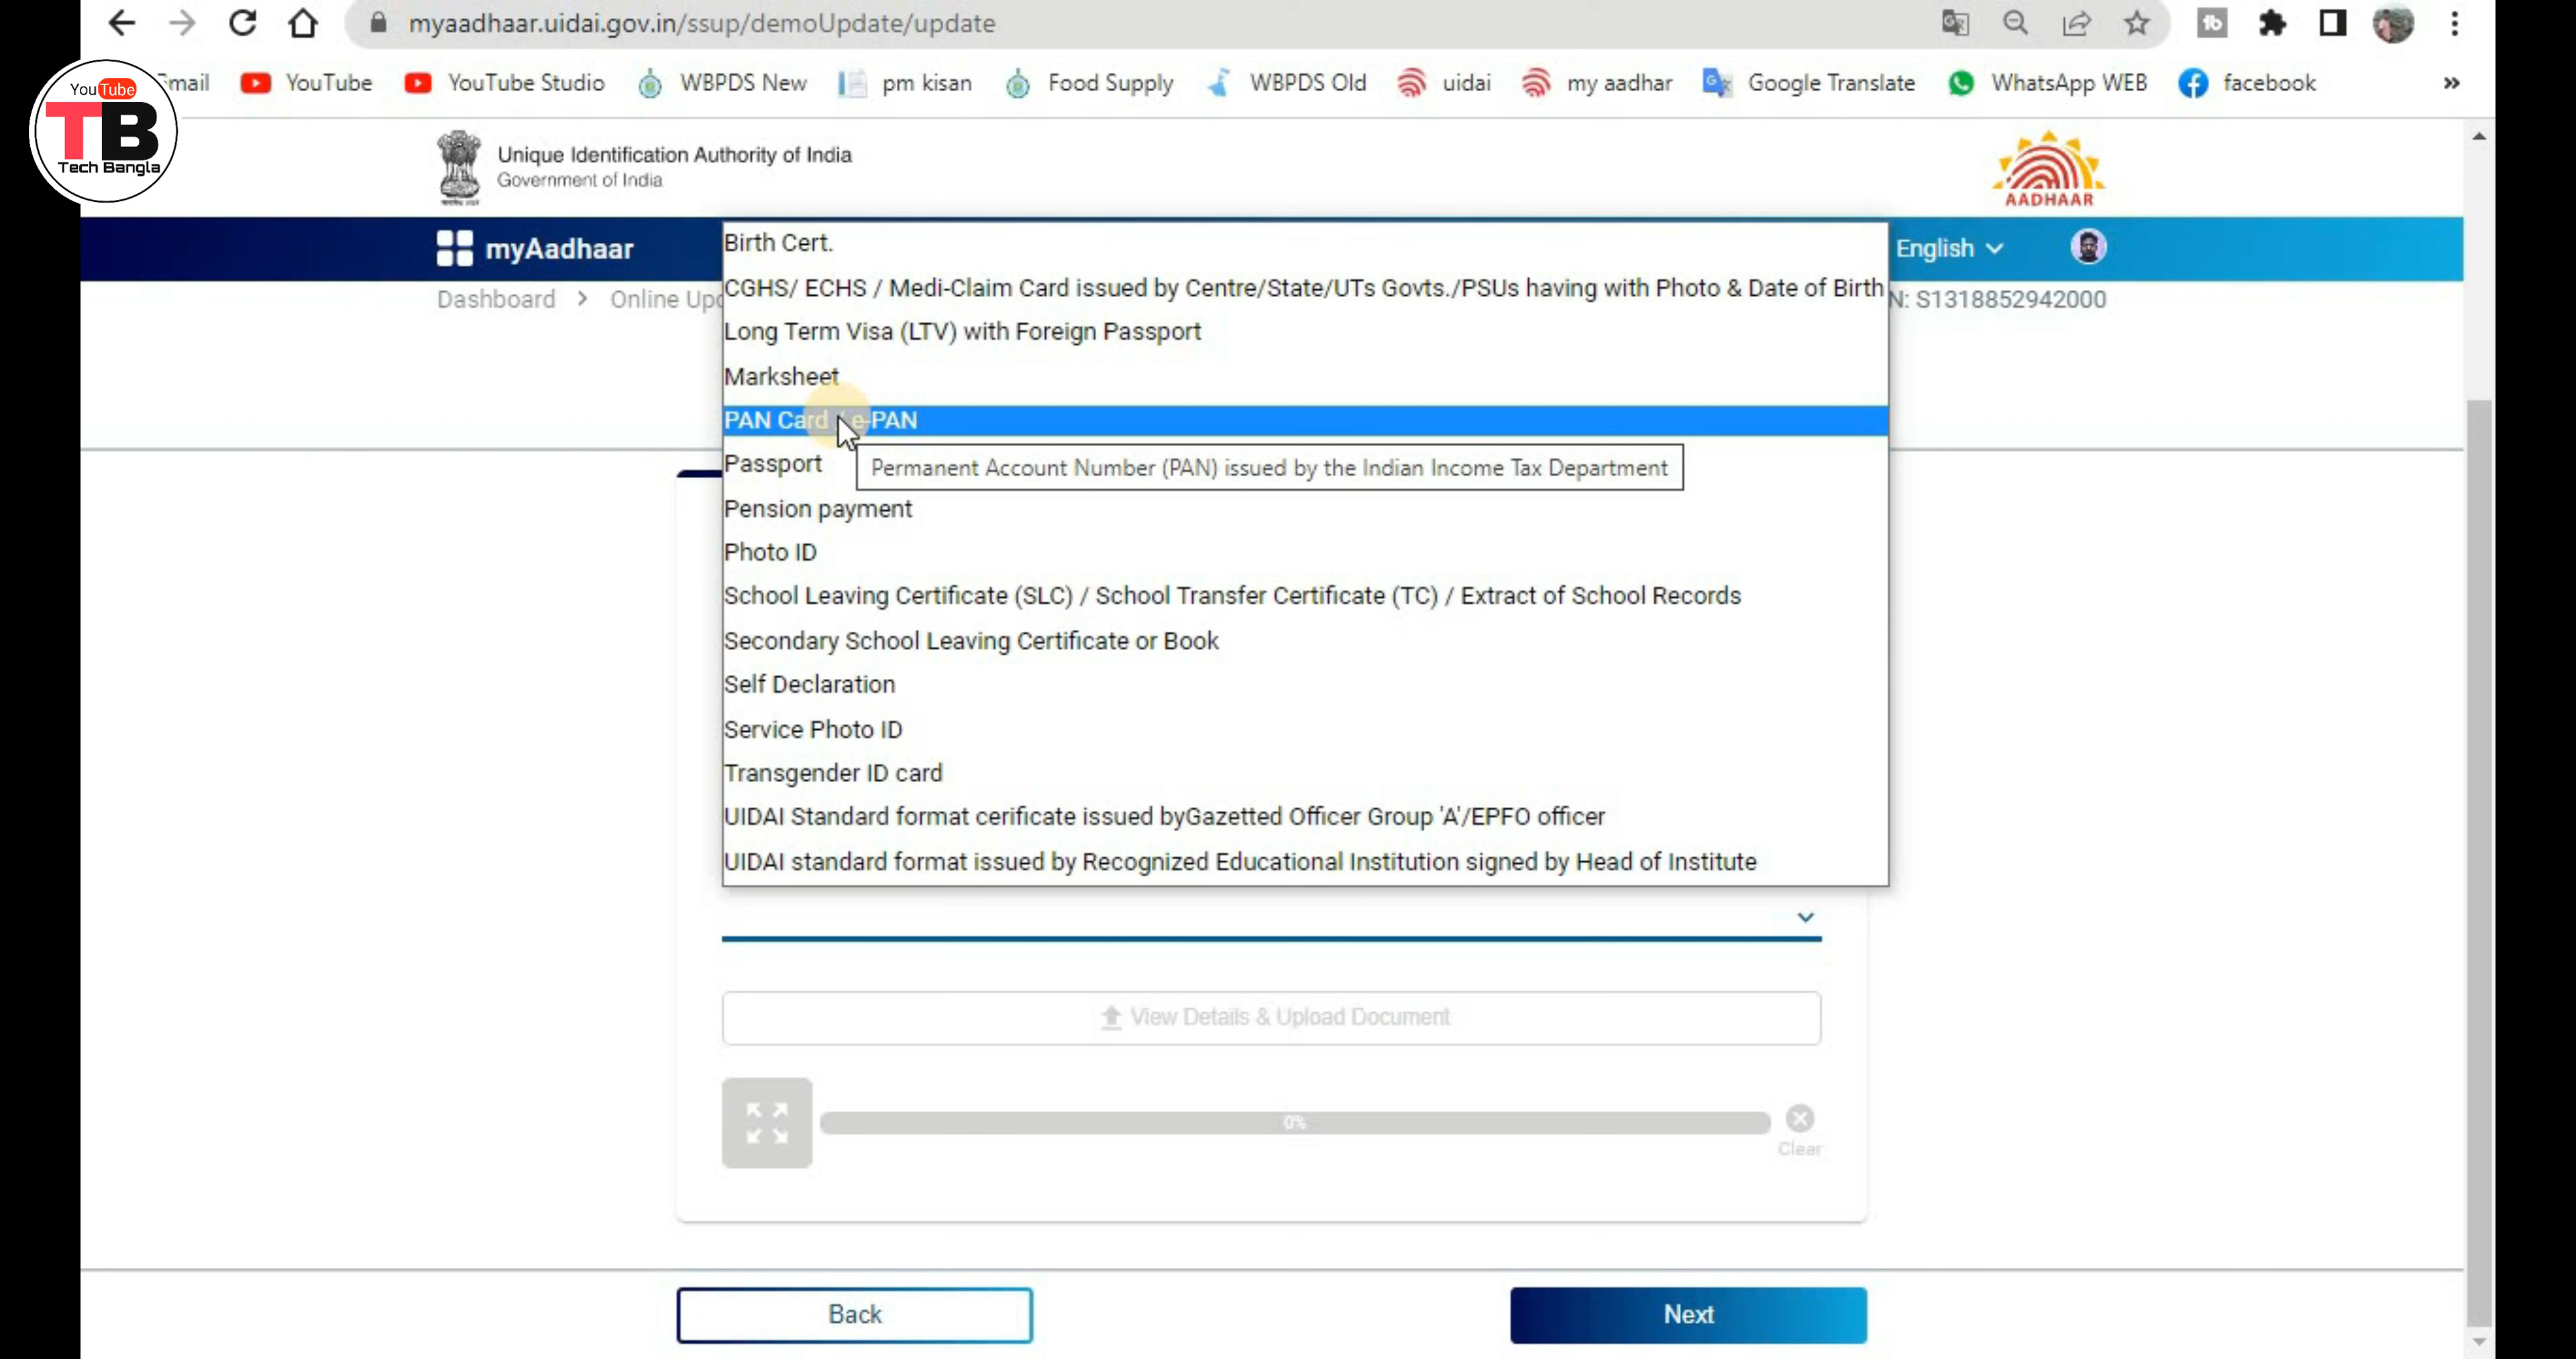 myaadhaar.uidai.gov.in/ssup/demoUpdate/update
YouTube
TB
Tech Bangla
mail YouTube YouTube Studio WBPDS New pm kisan Food Supply WBPDS Old uidai my aadhar Google Translate WhatsApp WEB facebook »
Unique Identification Authority of India
Government of India
AADHAAR
myAadhaar
English
Dashboard > Online Upd
N: S1318852942000
Birth Cert.
CGHS/ ECHS / Medi-Claim Card issued by Centre/State/UTs Govts./PSUs having with Photo & Date of Birth
Long Term Visa (LTV) with Foreign Passport
Marksheet
PAN Card / e-PAN
Passport
Permanent Account Number (PAN) issued by the Indian Income Tax Department
Pension payment
Photo ID
School Leaving Certificate (SLC) / School Transfer Certificate (TC) / Extract of School Records
Secondary School Leaving Certificate or Book
Self Declaration
Service Photo ID
Transgender ID card
UIDAI Standard format cerificate issued byGazetted Officer Group 'A'/EPFO officer
UIDAI standard format issued by Recognized Educational Institution signed by Head of Institute
View Details & Upload Document
0%
Clear
Back
Next